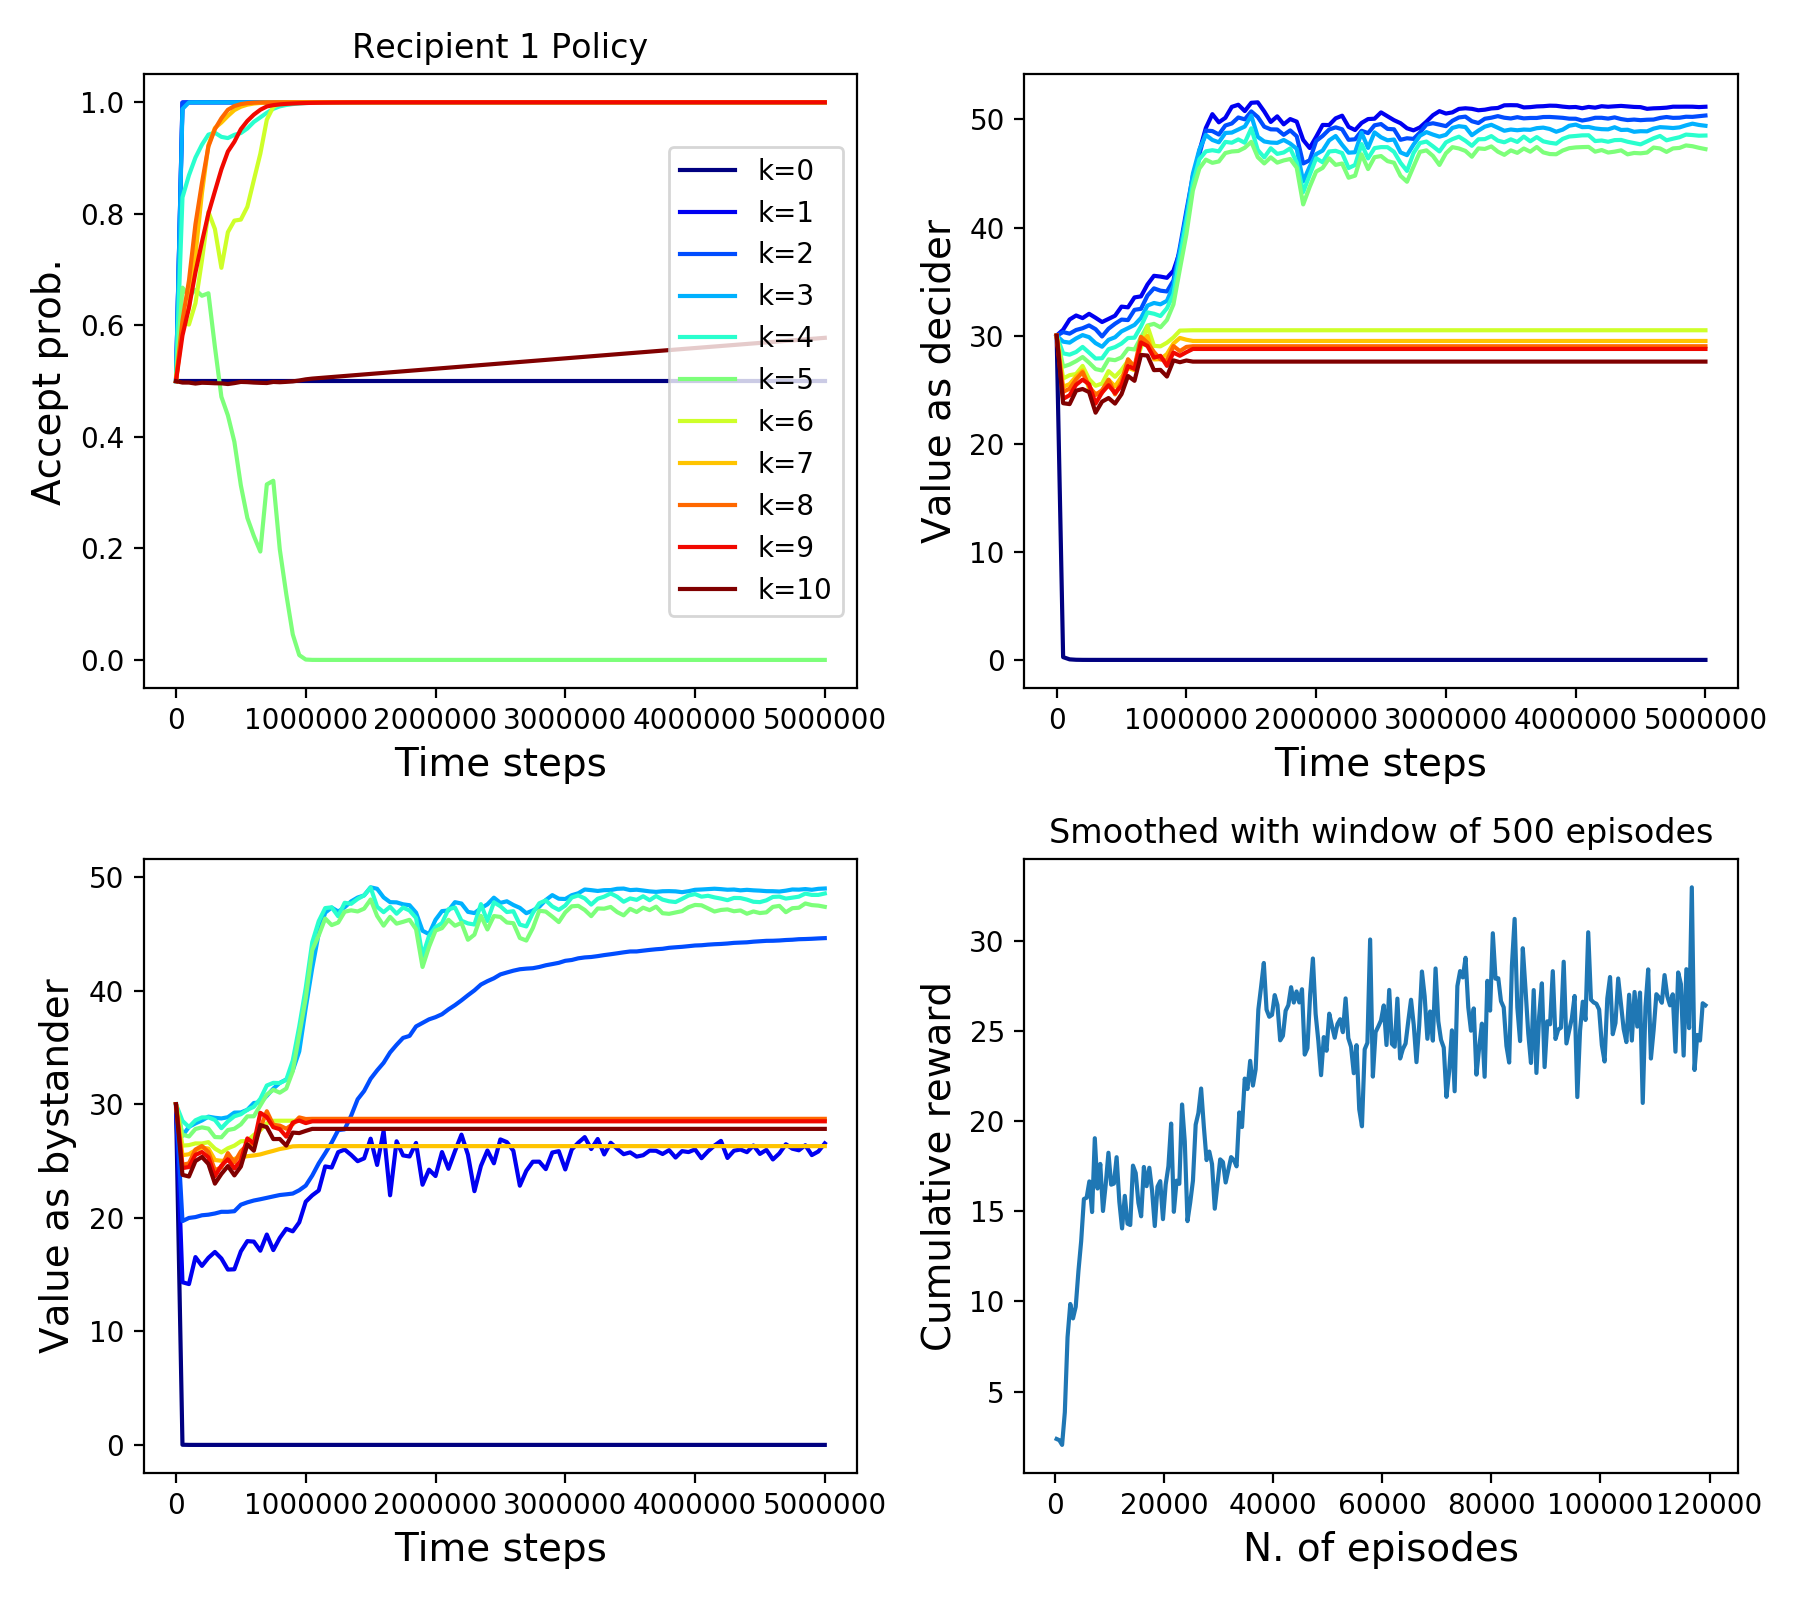 Recipient 1 Policy
Accept prob.
1.0
0.8
0.6
0.4
0.2
0.0
k=0
k=1
k=2
k=3
k=4
k=5
k=6
k=7
k=8
k=9
k=10
0 1000000 2000000 3000000 4000000 5000000
Time steps
Value as decider
50
40
30
20
10
0
0 1000000 2000000 3000000 4000000 5000000
Time steps
Value as bystander
50
40
30
20
10
0
0 1000000 2000000 3000000 4000000 5000000
Time steps
Smoothed with window of 500 episodes
Cumulative reward
30
25
20
15
10
5
0 20000 40000 60000 80000 100000 120000
N. of episodes